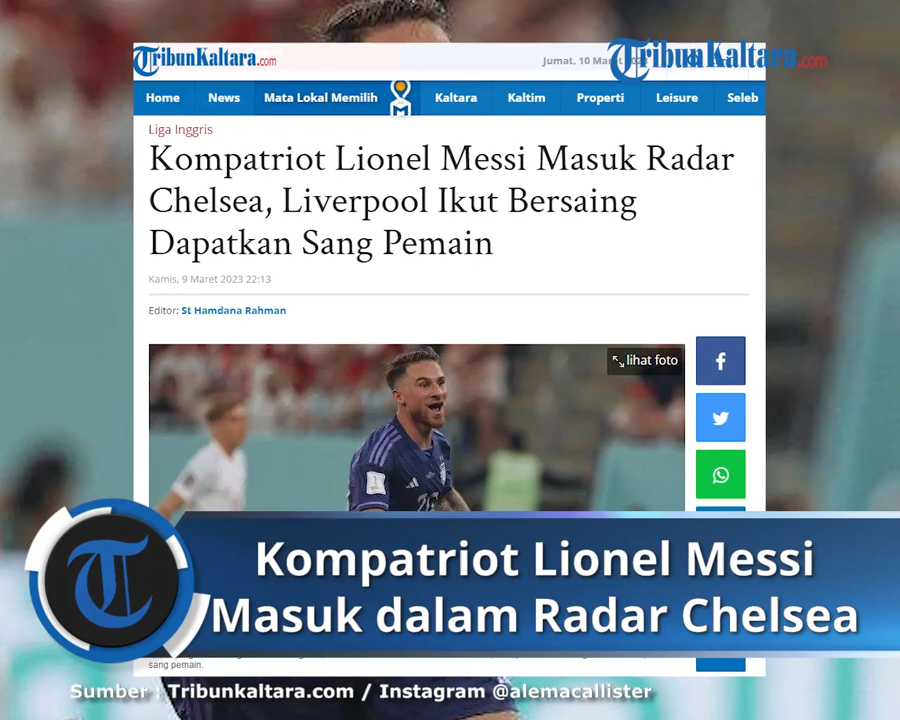 TribunKaltara.com
Jumat, 10 Maret 202
TribunKaltara.com
Home News Mata Lokal Memilih M Kaltara Kaltim Properti Leisure Seleb
Liga Inggris
Kompatriot Lionel Messi Masuk Radar
Chelsea, Liverpool Ikut Bersaing
Dapatkan Sang Pemain
Kamis, 9 Maret 2023 22:13
Editor: St Hamdana Rahman
lihat foto
Kompatriot Lionel Messi
Masuk dalam Radar Chelsea
T
sang pemain.
Sumber : Tribunkaltara.com / Instagram @alemacallister